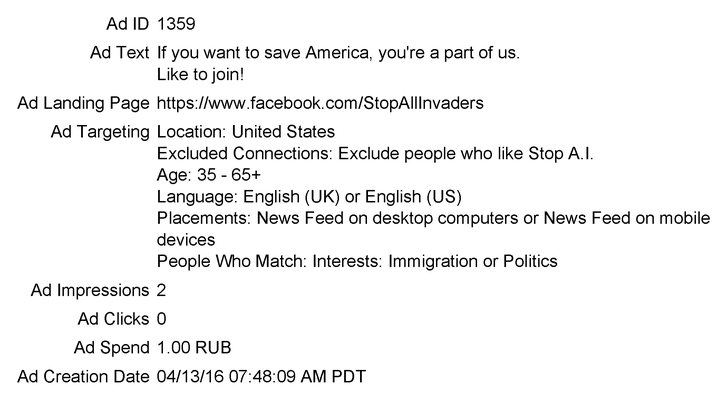 Ad ID 1359
Ad Text If you want to save America, you're a part of us.
Like to join!
Ad Landing Page https://www.facebook.com/StopAllInvaders
Ad Targeting Location: United States
Excluded Connections: Exclude people who like Stop A.I.
Age: 35 - 65+
Language: English (UK) or English (US)
Placements: News Feed on desktop computers or News Feed on mobile
devices
People Who Match: Interests: Immigration or Politics
Ad Impressions 2
Ad Clicks 0
Ad Spend 1.00 RUB
Ad Creation Date 04/13/16 07:48:09 AM PDT